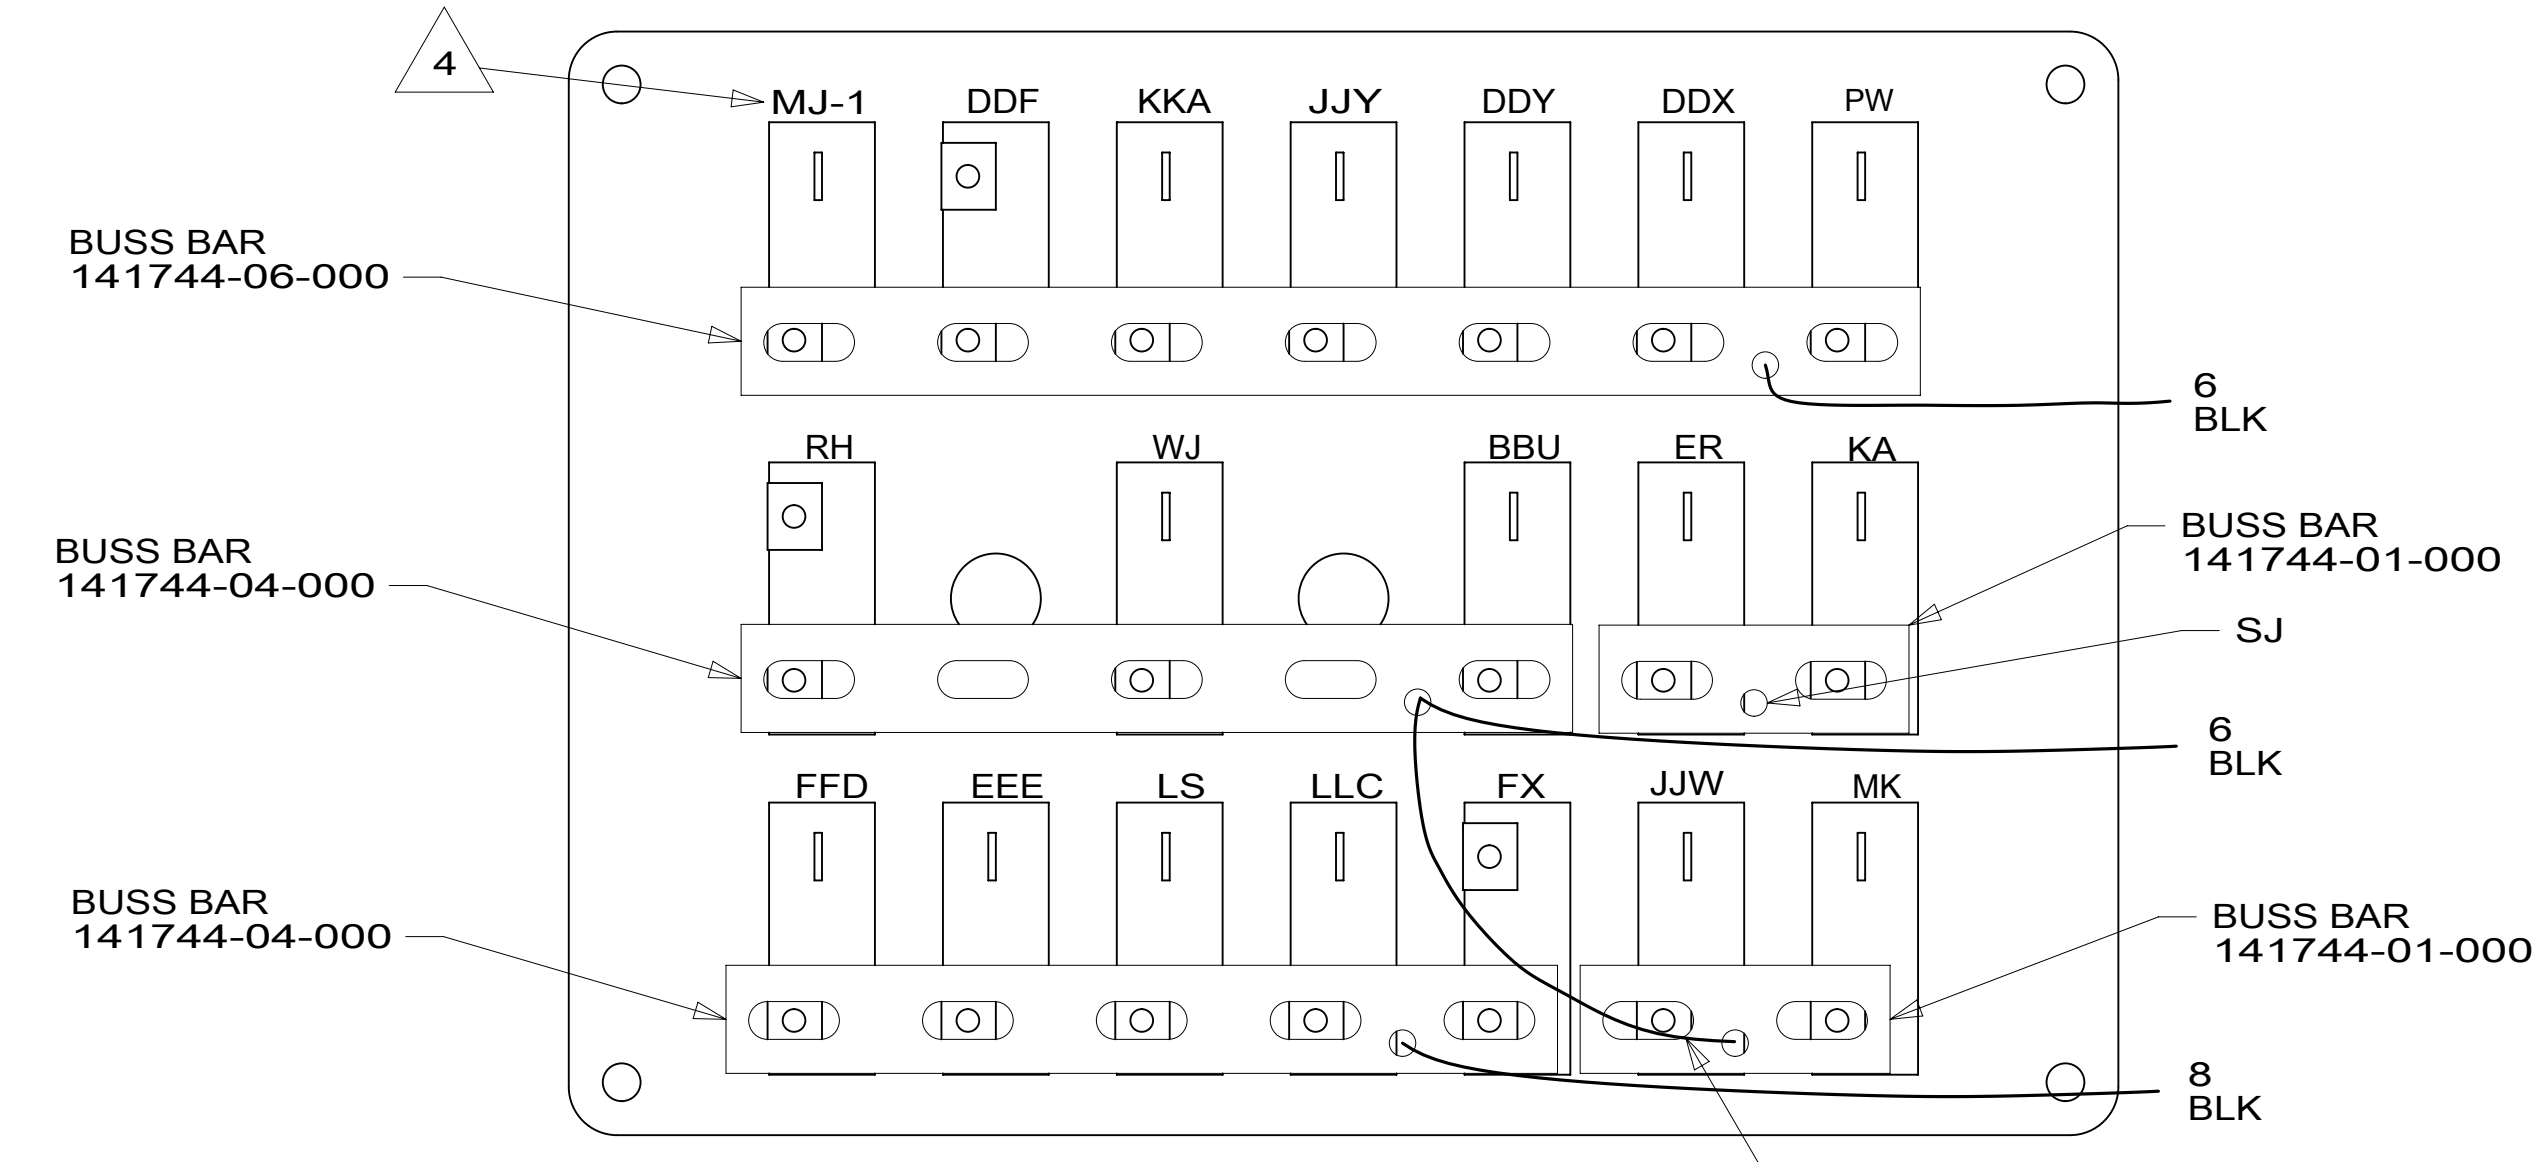 4
MJ-1 DDF KKA JJY DDY DDX PW
BUSS BAR
141744-06-000
6
BLK
RH WJ BBU ER KA
BUSS BAR
141744-04-000
BUSS BAR
141744-01-000
SJ
6
BLK
FFD EEE LS LLC FX JJW MK
BUSS BAR
141744-04-000
BUSS BAR
141744-01-000
8
BLK